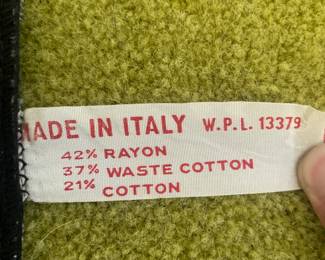 MADE IN ITALY W.P.L. 13379
42% RAYON
37% WASTE COTTON
21% COTTON